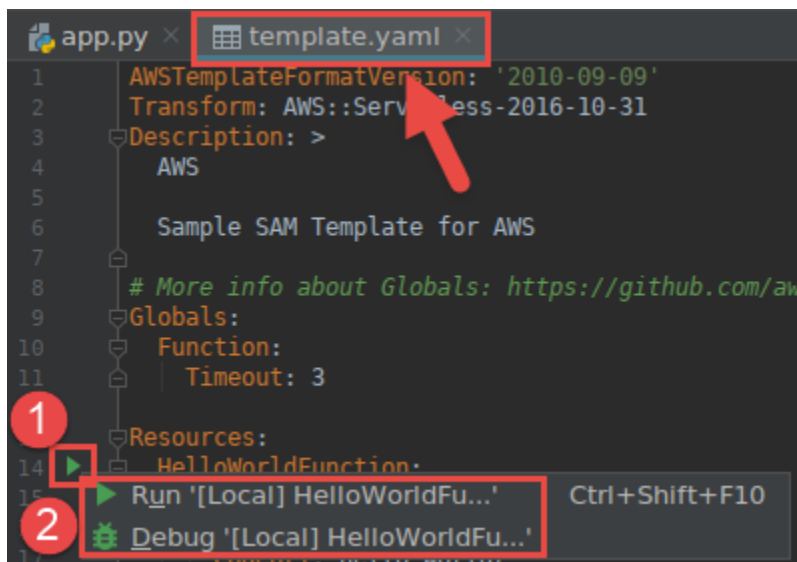 app.py × template.yaml ×
1 AWSTemplateFormatVersion: '2010-09-09'
2 Transform: AWS::Serv less-2016-10-31
3 Description: >
4 AWS
5
6 Sample SAM Template for AWS
7
8 # More info about Globals: https://github.com/aw
9 Globals:
10 Function:
11 Timeout: 3
1
Resources:
14 HelloWorldFunction:
15 Run '[Local] HelloWorldFu...' Ctrl+Shift+F10
2 Debug '[Local] HelloWorldFu...'
17